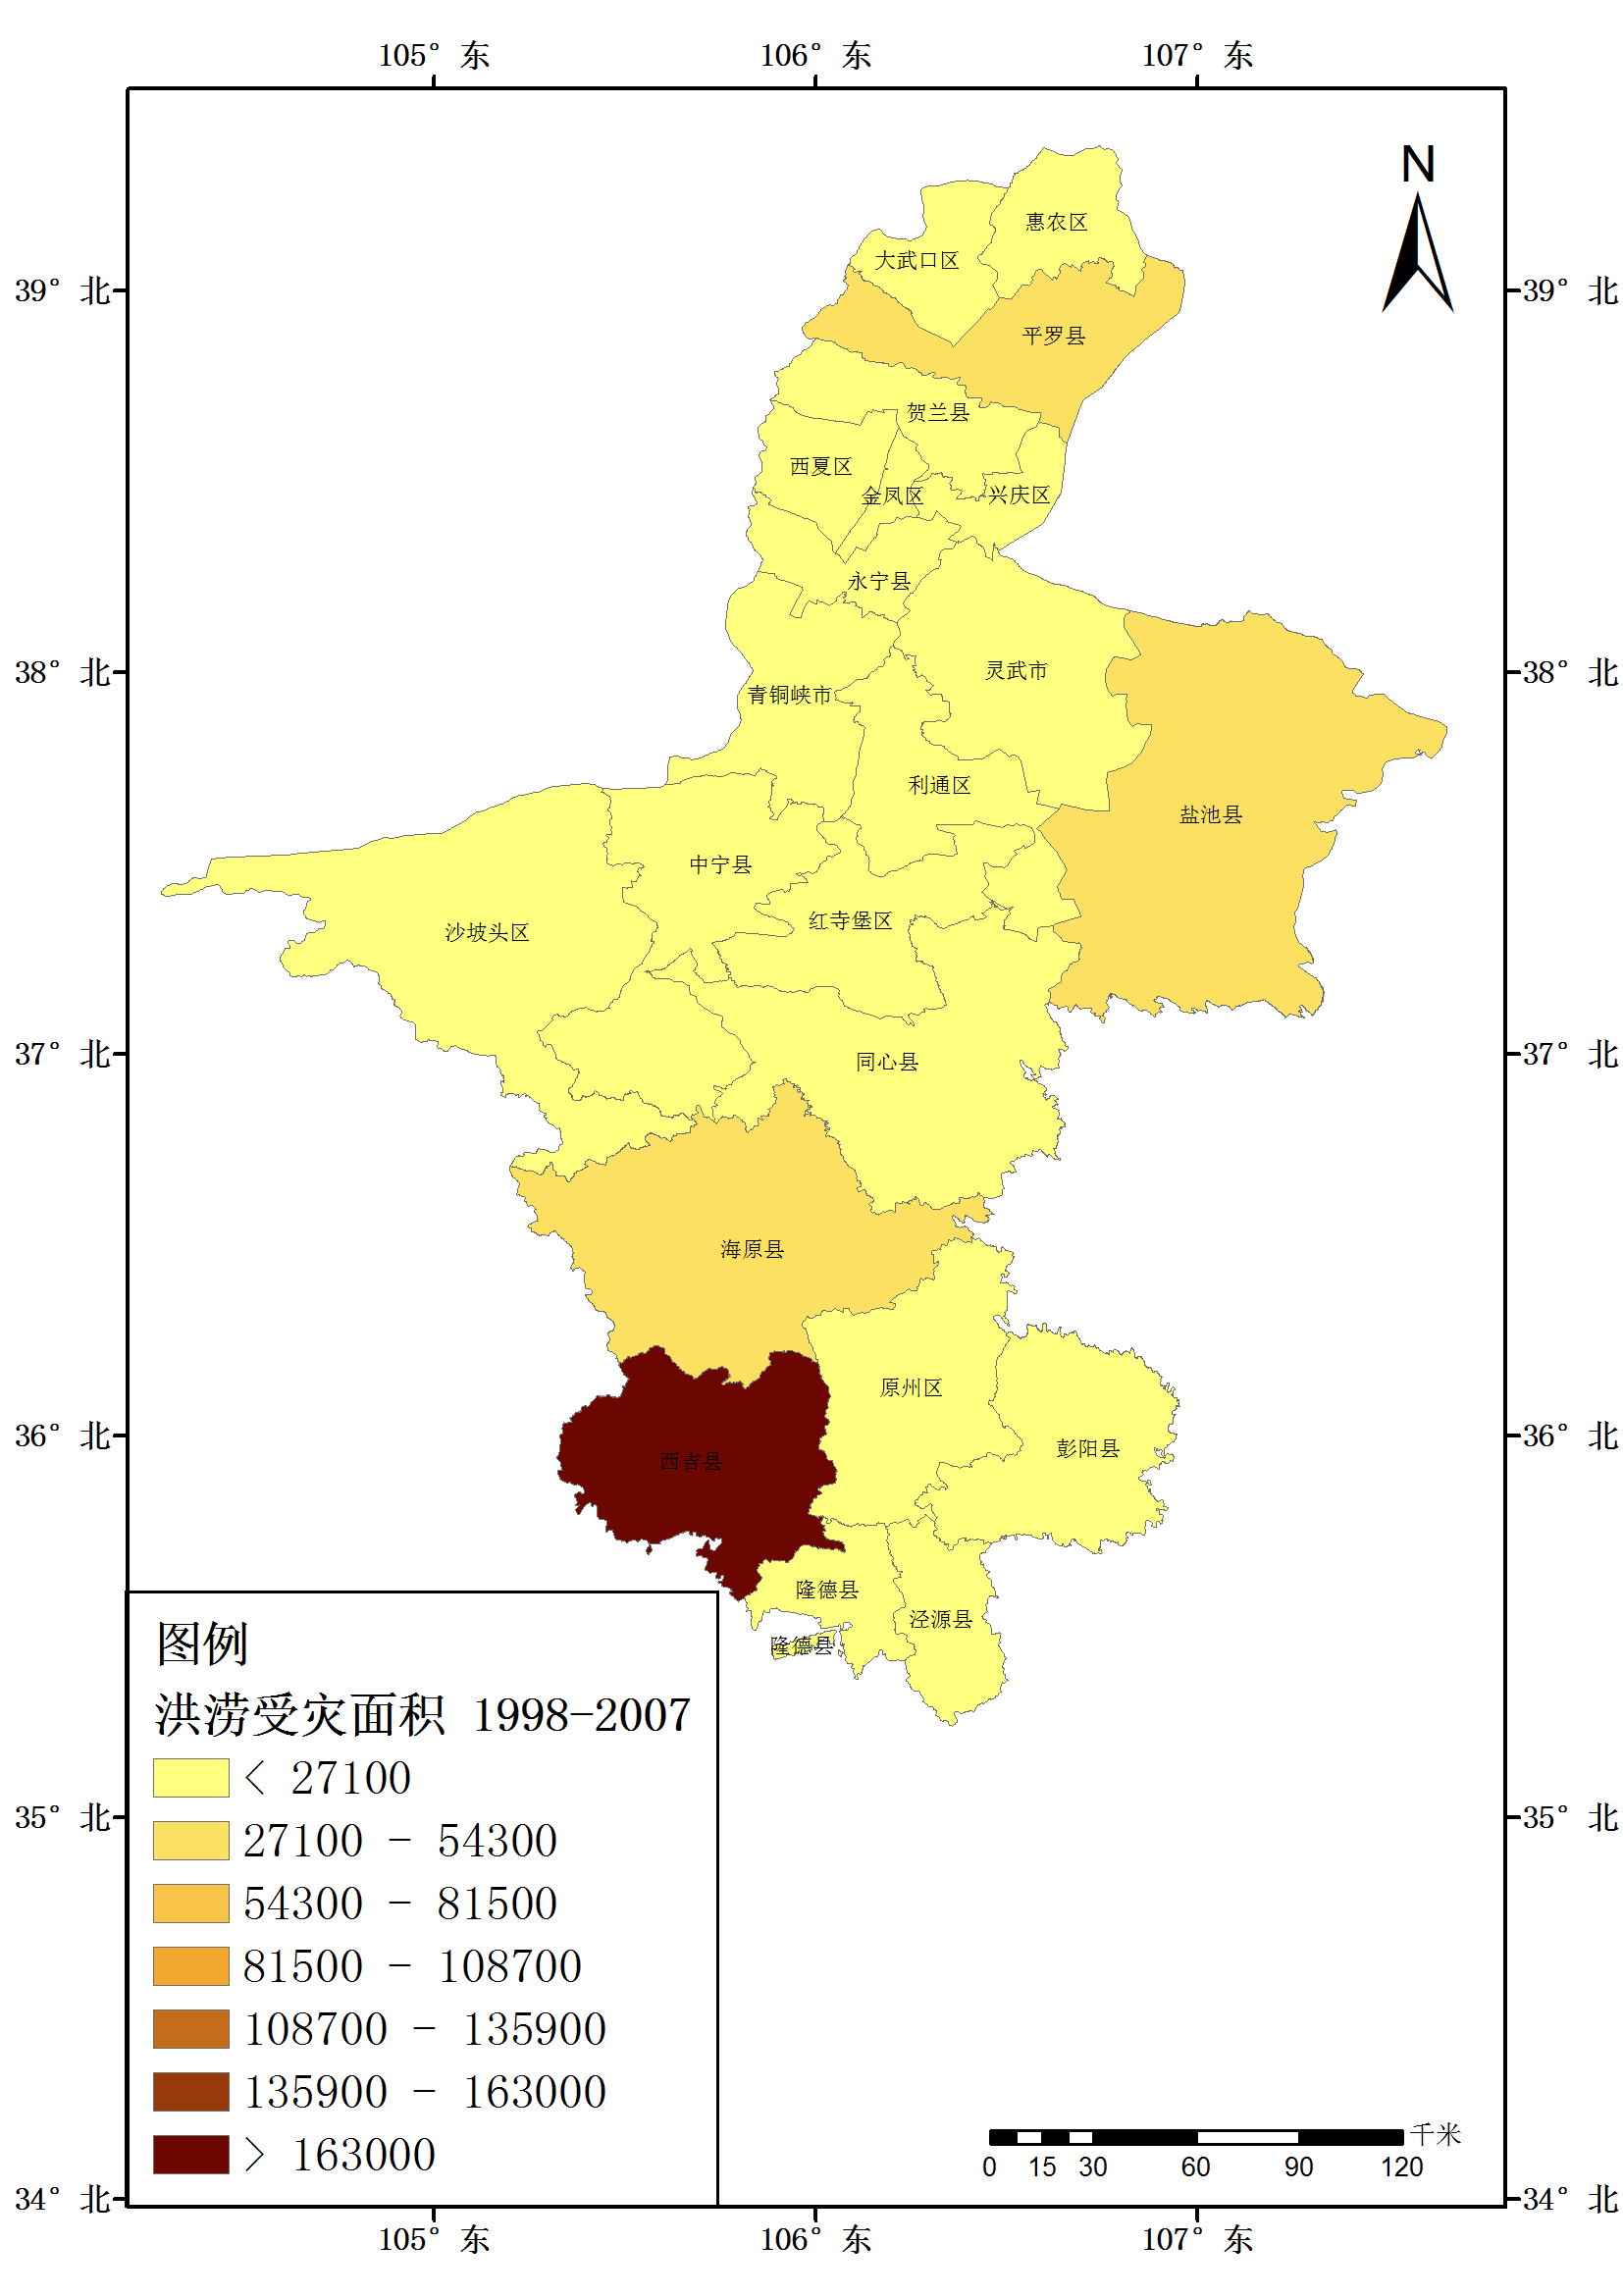 105° 东 106° 东 107° 东
N
惠农区
大武口区
39° 北 39° 北
平罗县
贺兰县
西夏区
金凤区 兴庆区
永宁县
38° 北 灵武市 38° 北
青铜峡市
利通区
盐池县
中宁县
红寺堡区
沙坡头区
37° 北 同心县 37° 北
海原县
原州区
36° 北 彭阳县 36° 北
西吉县
隆德县
泾源县
隆德县
图例
洪涝受灾面积 1998-2007
< 27100
35° 北 35° 北
27100 - 54300
54300 - 81500
81500 - 108700
108700 - 135900
135900 - 163000
> 163000
千米
0 15 30 60 90 120
34° 北 34° 北
105° 东 106° 东 107° 东